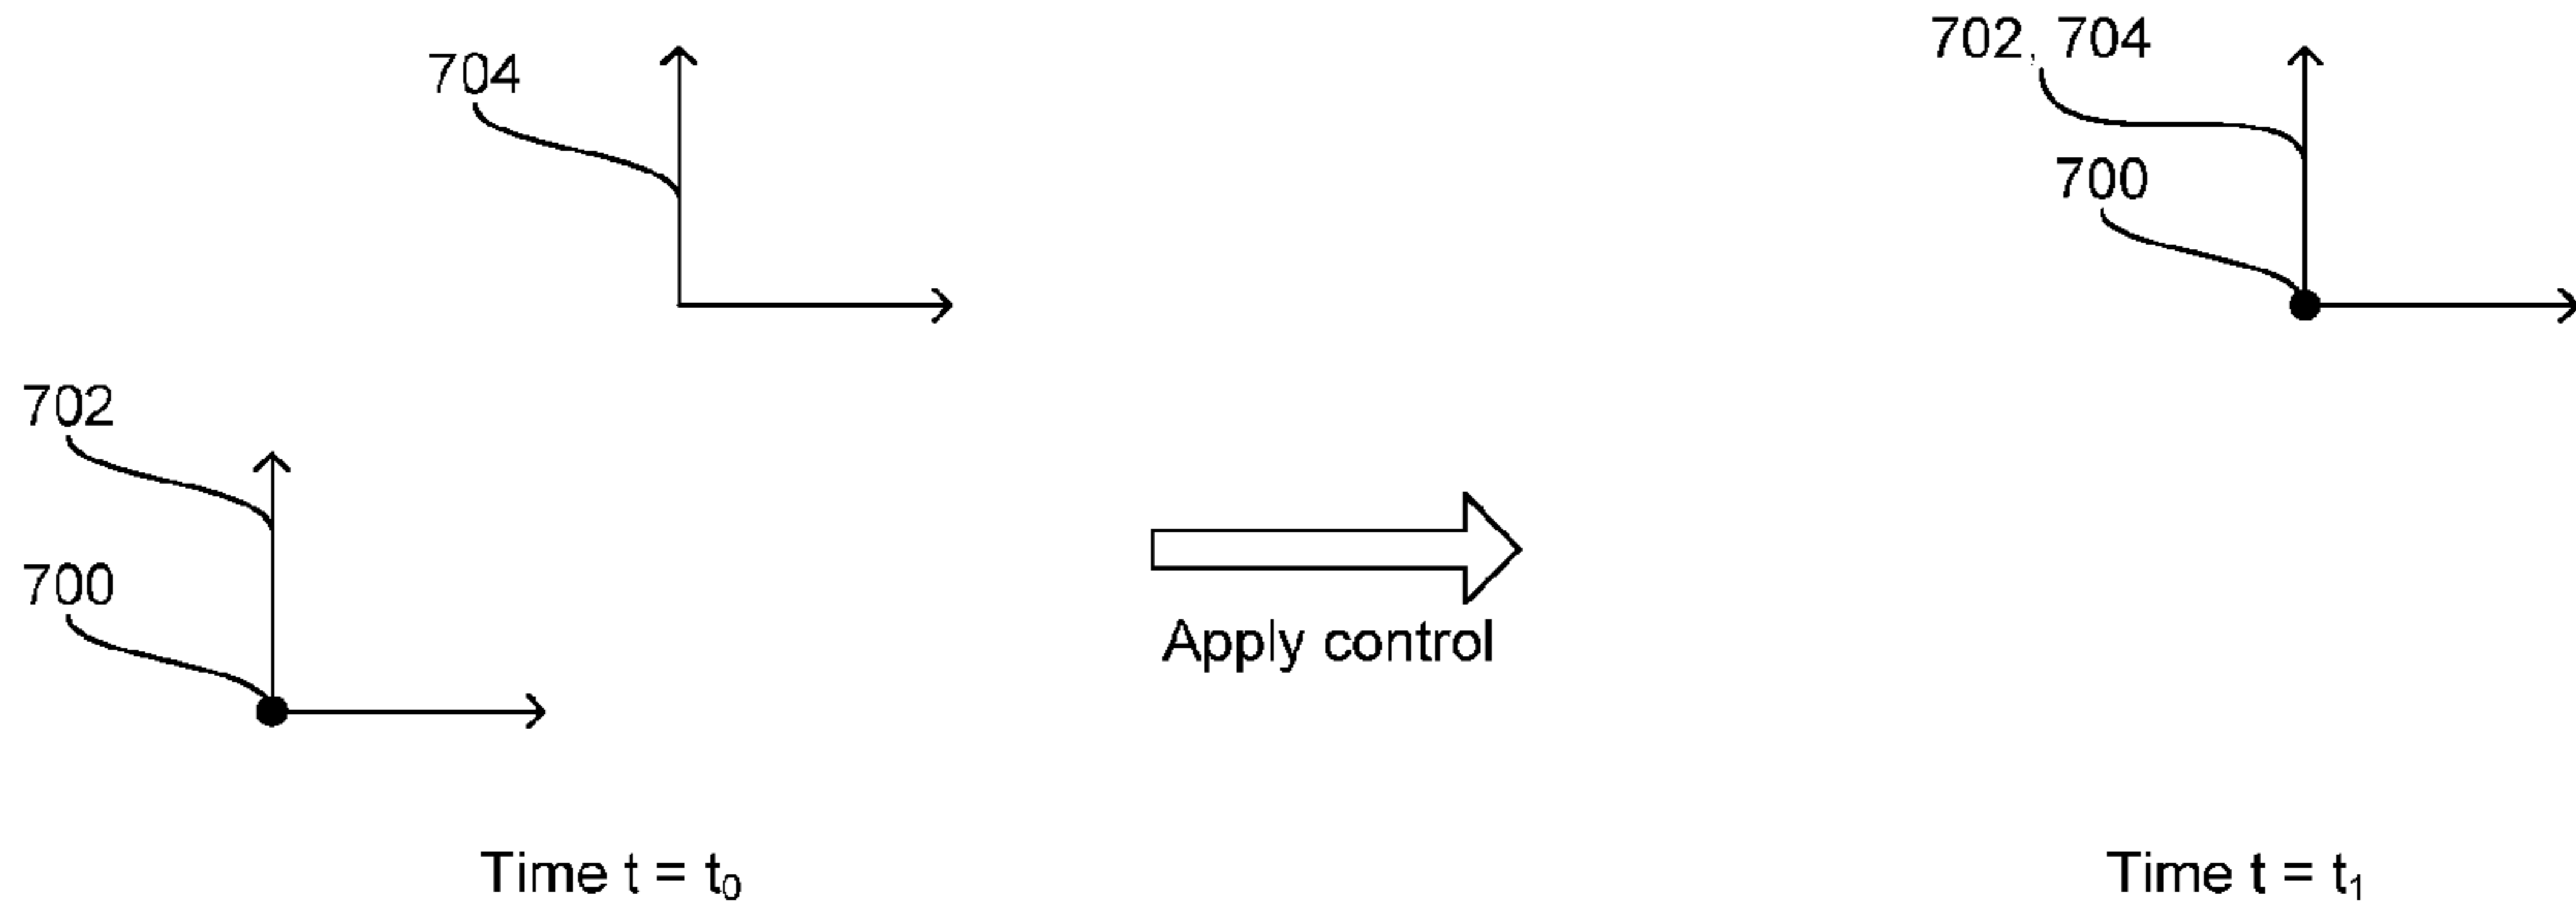 704
702, 704
700
702
700
Apply control
Time t = t₀
Time t = t₁